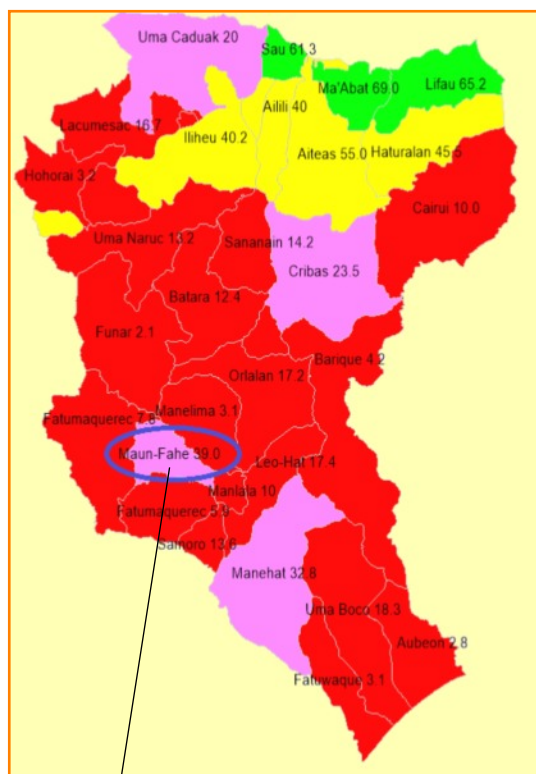 Uma Caduak 20
Sau 61.3
Ma'Abat 69.0
Lifau 65.2
Lacumesac 16.7
Ailili 40
Iliheu 40.2
Aiteas 55.0
Haturalan 45.5
Hohorai 3.2
Cairui 10.0
Uma Naruc 13.2
Sananain 14.2
Cribas 23.5
Batara 12.4
Funar 2.1
Barique 4.2
Orlalan 17.2
Manelima 3.1
Fatumaquerec 7.8
Maun-Fahe 39.0
Leo-Hat 17.4
Manlala 10
Fatumaquerec 5.9
Samoro 13.6
Manehat 32.8
Uma Boco 18.3
Aubeon 2.8
Fatuwaque 3.1